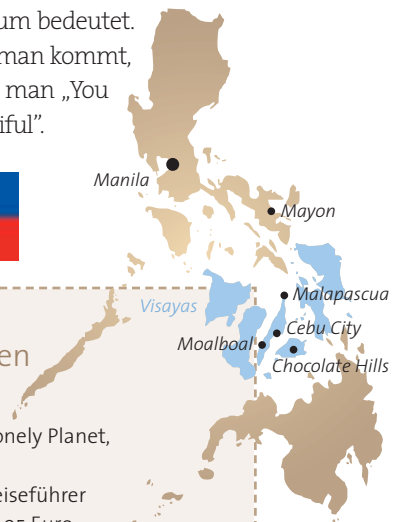 um bedeutet.
man kommt,
man „You
iful”.
Manila
Mayon
Visayas
Malapascua
Cebu City
Moalboal
Chocolate Hills
en
onely Planet,
eiseführer